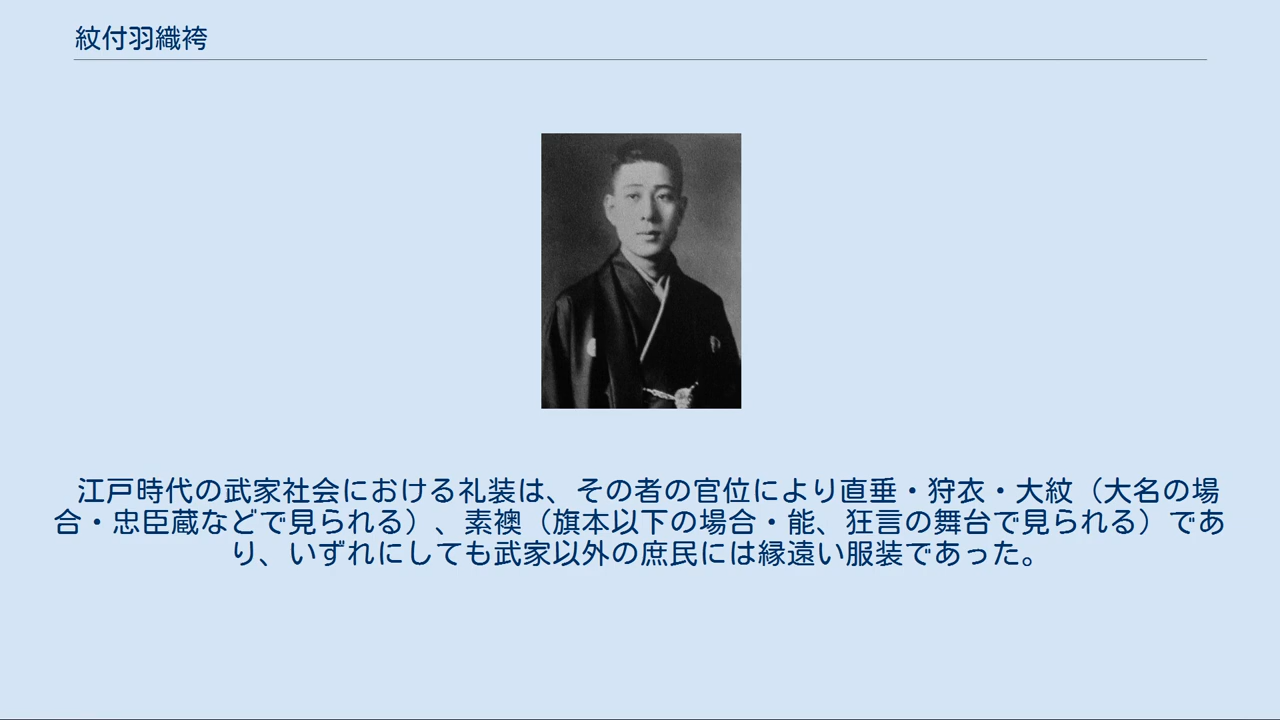 紋付羽織袴
江戸時代の武家社会における礼装は、その者の官位により直垂・狩衣・大紋（大名の場
合・忠臣蔵などで見られる）、素襖（旗本以下の場合・能、狂言の舞台で見られる）であ
り、いずれにしても武家以外の庶民には縁遠い服装であった。